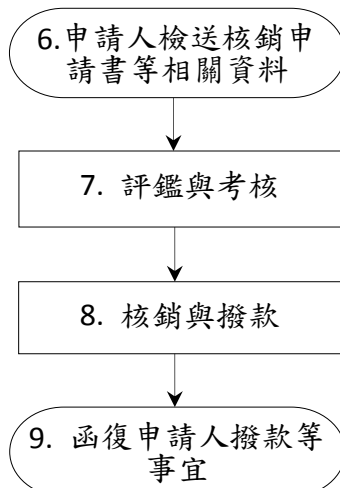 6.申請人檢送核銷申
請書等相關資料
7. 評鑑與考核
8. 核銷與撥款
9. 函復申請人撥款等
事宜